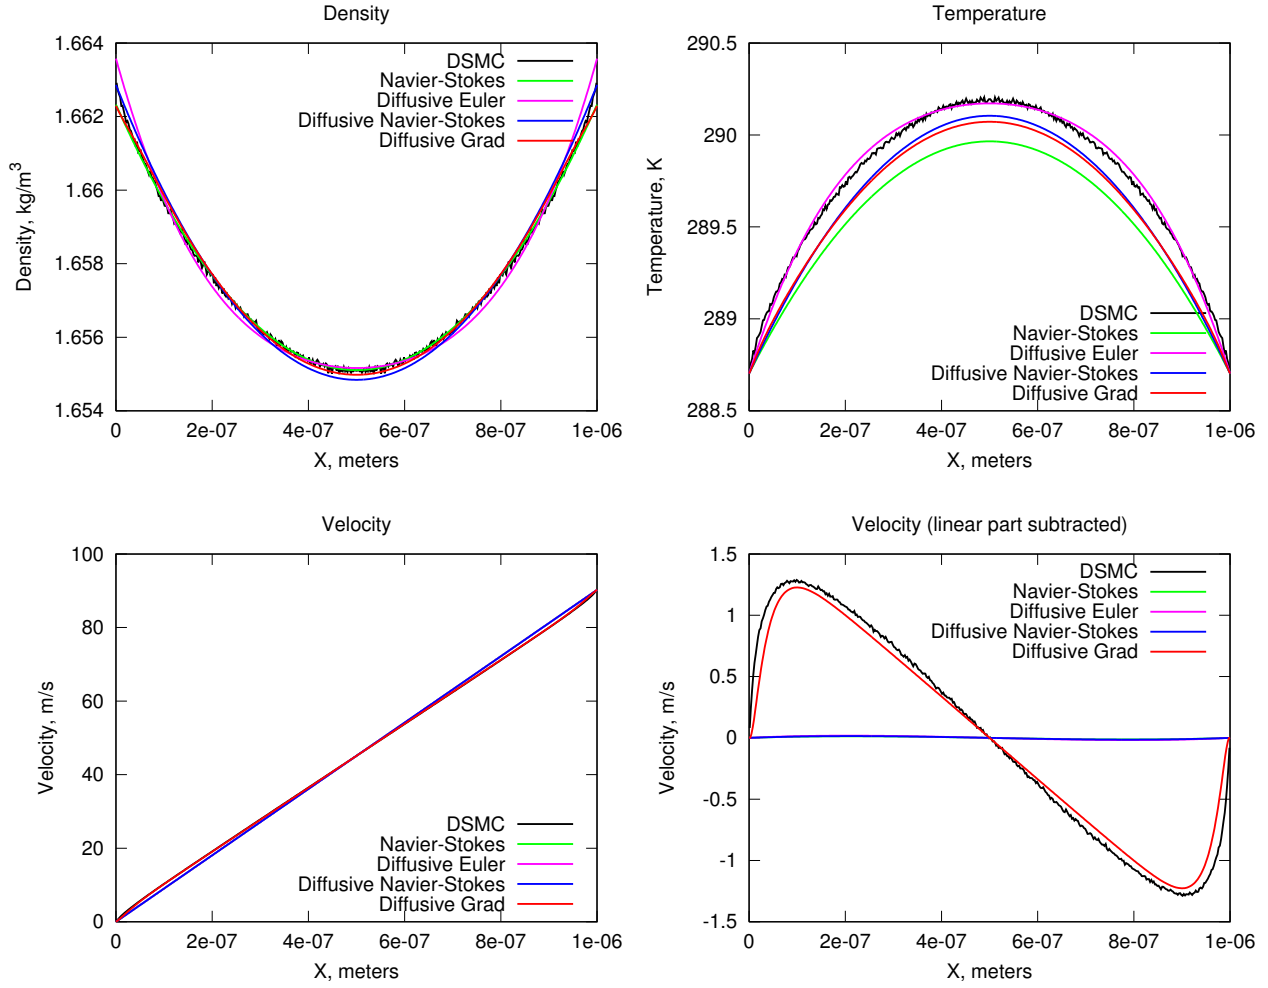 Density
1.664
1.662
1.66
1.658
1.656
1.654
Density, kg/m³
0
2e-07
4e-07
6e-07
8e-07
1e-06
X, meters
DSMC
Navier-Stokes
Diffusive Euler
Diffusive Navier-Stokes
Diffusive Grad
Temperature
290.5
290
289.5
289
288.5
Temperature, K
DSMC
Navier-Stokes
Diffusive Euler
Diffusive Navier-Stokes
Diffusive Grad
0
2e-07
4e-07
6e-07
8e-07
1e-06
X, meters
Velocity
100
80
60
40
20
0
Velocity, m/s
DSMC
Navier-Stokes
Diffusive Euler
Diffusive Navier-Stokes
Diffusive Grad
0
2e-07
4e-07
6e-07
8e-07
1e-06
X, meters
Velocity (linear part subtracted)
1.5
1
0.5
0
-0.5
-1
-1.5
Velocity, m/s
DSMC
Navier-Stokes
Diffusive Euler
Diffusive Navier-Stokes
Diffusive Grad
0
2e-07
4e-07
6e-07
8e-07
1e-06
X, meters